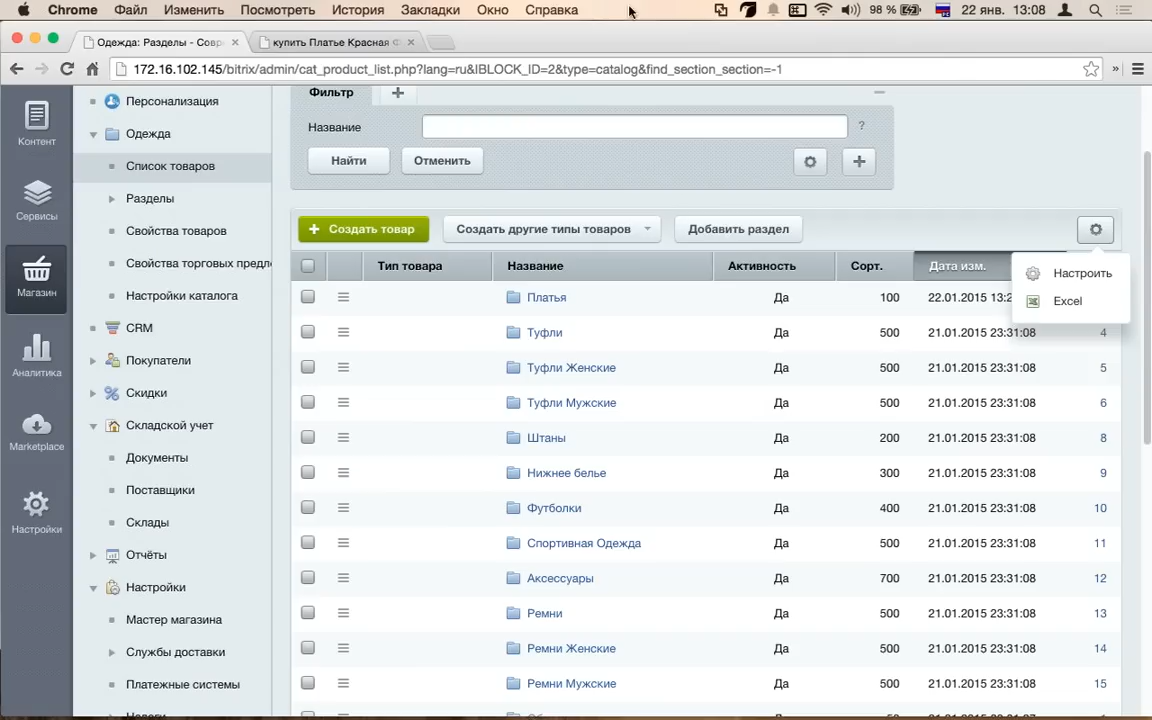 Chrome Файл Изменить Посмотреть История Закладки Окно Справка 98 % 22 янв. 13:08
Одежда: Разделы - Совр
купить Платье Красная Ф
172.16.102.145/bitrix/admin/cat_product_list.php?lang=ru&IBLOCK_ID=2&type=catalog&find_section_section=-1
Контент
Сервисы
Магазин
Аналитика
Marketplace
Настройки
Персонализация
Одежда
Список товаров
Разделы
Свойства товаров
Свойства торговых предло
Настройки каталога
CRM
Покупатели
Скидки
Складской учет
Документы
Поставщики
Склады
Отчёты
Настройки
Мастер магазина
Службы доставки
Платежные системы
Фильтр +
Название ?
Найти Отменить
+ Создать товар Создать другие типы товаров Добавить раздел
Тип товара Название Активность Сорт. Дата изм.
Настроить
Excel
Платья Да 100 22.01.2015 13:2
Туфли Да 500 21.01.2015 23:31:08 4
Туфли Женские Да 500 21.01.2015 23:31:08 5
Туфли Мужские Да 500 21.01.2015 23:31:08 6
Штаны Да 200 21.01.2015 23:31:08 8
Нижнее белье Да 300 21.01.2015 23:31:08 9
Футболки Да 400 21.01.2015 23:31:08 10
Спортивная Одежда Да 500 21.01.2015 23:31:08 11
Аксессуары Да 700 21.01.2015 23:31:08 12
Ремни Да 500 21.01.2015 23:31:08 13
Ремни Женские Да 500 21.01.2015 23:31:08 14
Ремни Мужские Да 500 21.01.2015 23:31:08 15